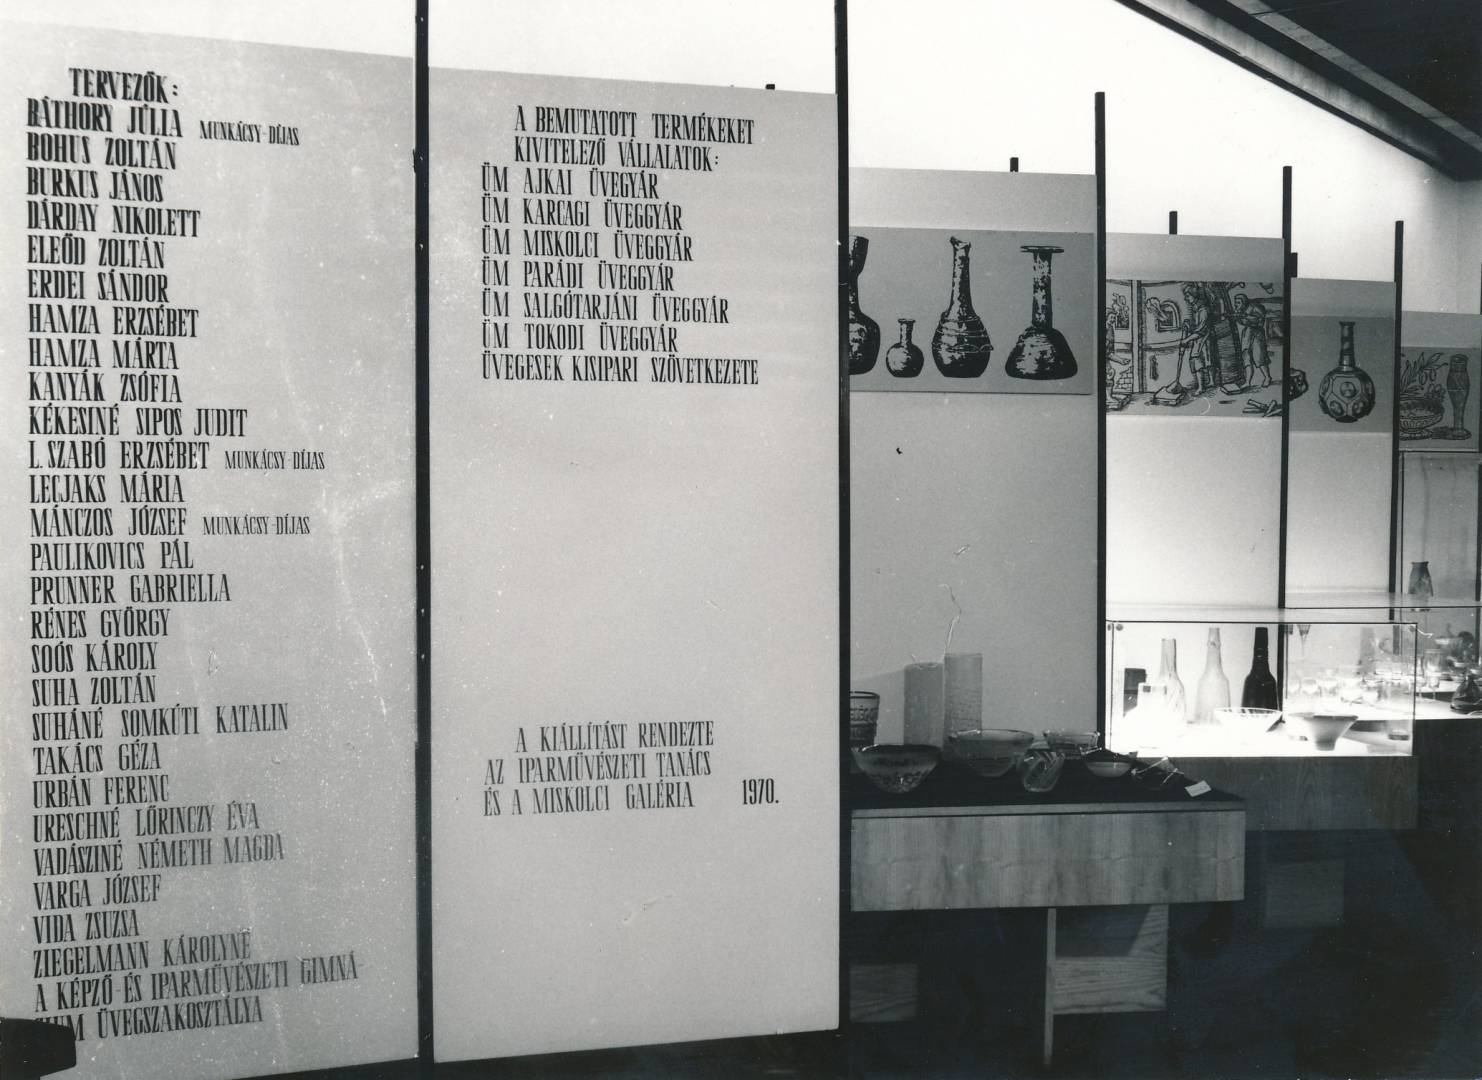 TERVEZŐK:
BÁTHORY JÚLIA MUNKÁCSY-DÍJAS
BOHUS ZOLTÁN
BURKUS JÁNOS
DÁRDAY NIKOLETT
ELEŐD ZOLTÁN
ERDEI SÁNDOR
HAMZA ERZSÉBET
HAMZA MÁRTA
KANYÁK ZSÓFIA
KÉKESINÉ SIPOS JUDIT
L. SZABÓ ERZSÉBET MUNKÁCSY-DÍJAS
LECJAKS MÁRIA
MÁNCZOS JÓZSEF MUNKÁCSY-DÍJAS
PAULIKOVICS PÁL
PRUNNER GABRIELLA
RÉNES GYÖRGY
SOÓS KÁROLY
SUHA ZOLTÁN
SUHÁNÉ SOMKÚTI KATALIN
TAKÁCS GÉZA
URBÁN FERENC
URESCHNÉ LŐRINCZY ÉVA
VADÁSZINÉ NÉMETH MAGDA
VARGA JÓZSEF
VIDA ZSUZSA
ZIEGELMANN KÁROLYNÉ
A KÉPZŐ-ÉS IPARMŰVÉSZETI GIMNÁ-
ZIUM ÜVEGSZAKOSZTÁLYA
A BEMUTATOTT TERMÉKEKET
KIVITELEZŐ VÁLLALATOK:
ÜM AJKAI ÜVEGYÁR
ÜM KARCAGI ÜVEGGYÁR
ÜM MISKOLCI ÜVEGGYÁR
ÜM PARÁDI ÜVEGGYÁR
ÜM SALGÓTARJÁNI ÜVEGGYÁR
ÜM TOKODI ÜVEGGYÁR
ÜVEGESEK KISIPARI SZÖVETKEZETE
A KIÁLLÍTÁST RENDEZTE
AZ IPARMŰVÉSZETI TANÁCS
ÉS A MISKOLCI GALÉRIA 1970.